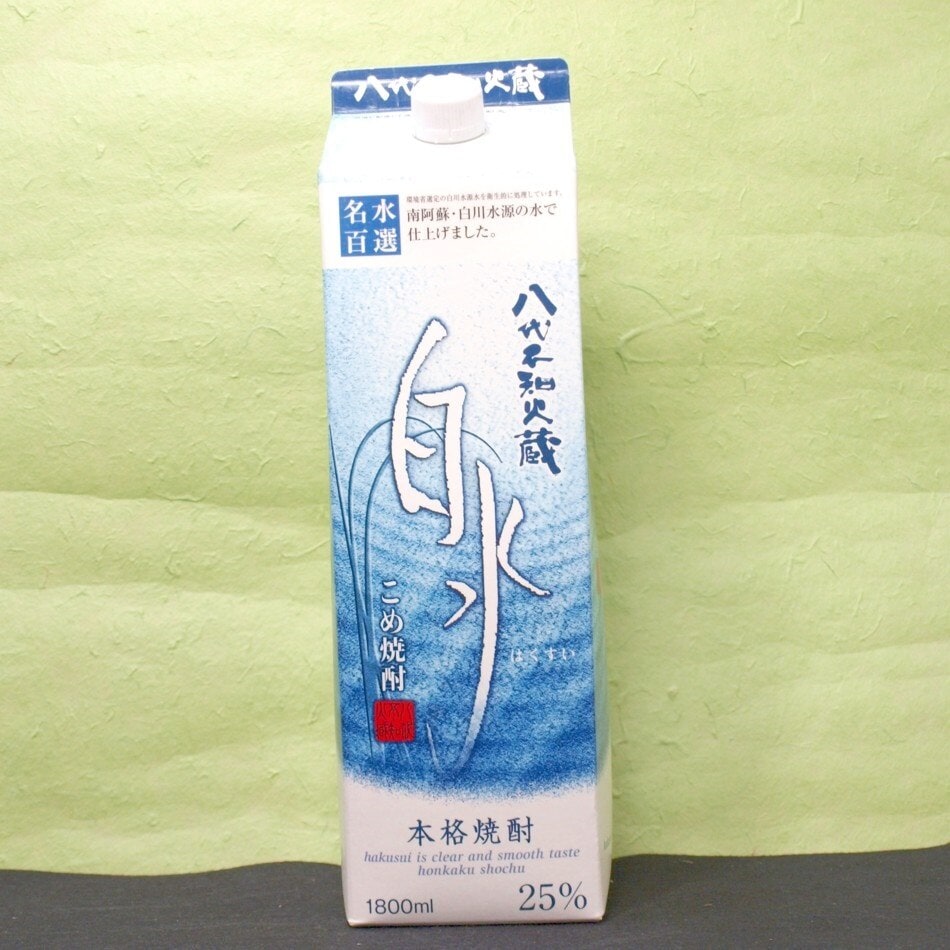 八代 火蔵
名水
百選
環境省選定の白川水源水を衛生的に処理しています。
南阿蘇・白川水源の水で
仕上げました。
八代不知火蔵
白水
はくすい
こめ焼酎
本格焼酎
hakusui is clear and smooth taste
honkaku shochu
1800ml
25%